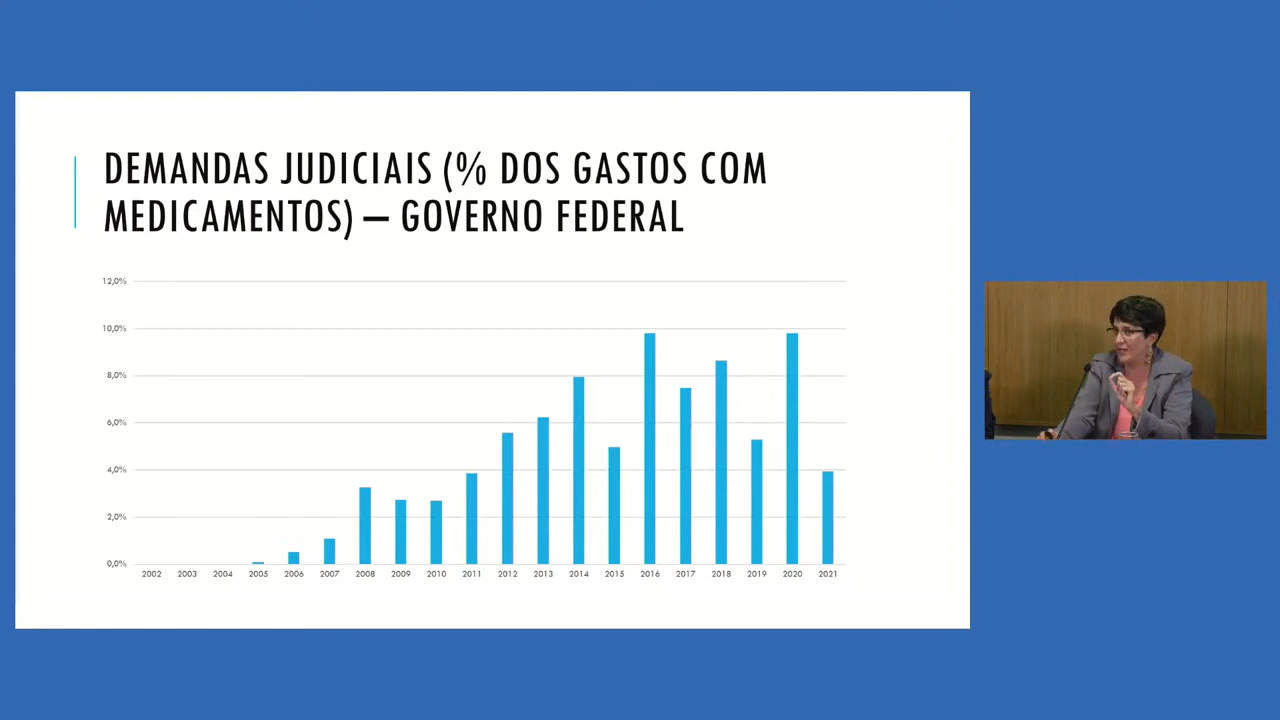 DEMANDAS JUDICIAIS (% DOS GASTOS COM
MEDICAMENTOS) – GOVERNO FEDERAL
12,0%
10,0%
8,0%
6,0%
4,0%
2,0%
0,0%
2002 2003 2004 2005 2006 2007 2008 2009 2010 2011 2012 2013 2014 2015 2016 2017 2018 2019 2020 2021